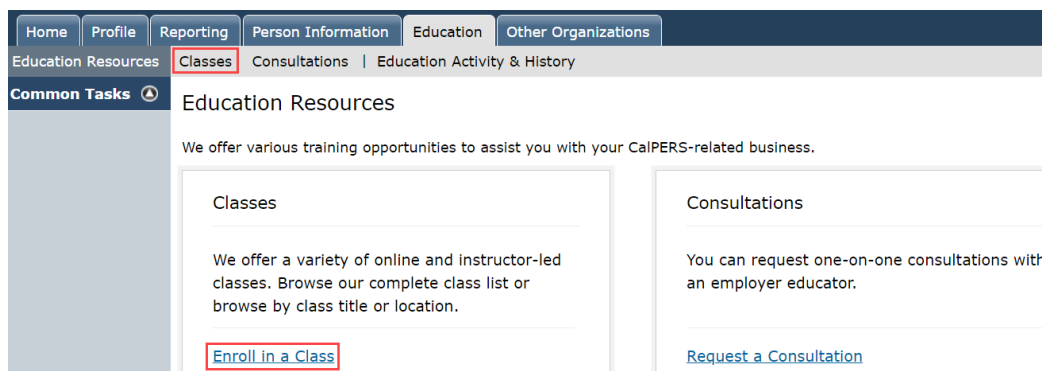 Home Profile Reporting Person Information Education Other Organizations
Education Resources Classes Consultations | Education Activity & History
Common Tasks
Education Resources
We offer various training opportunities to assist you with your CalPERS-related business.
Classes
We offer a variety of online and instructor-led
classes. Browse our complete class list or
browse by class title or location.
Enroll in a Class
Consultations
You can request one-on-one consultations with
an employer educator.
Request a Consultation